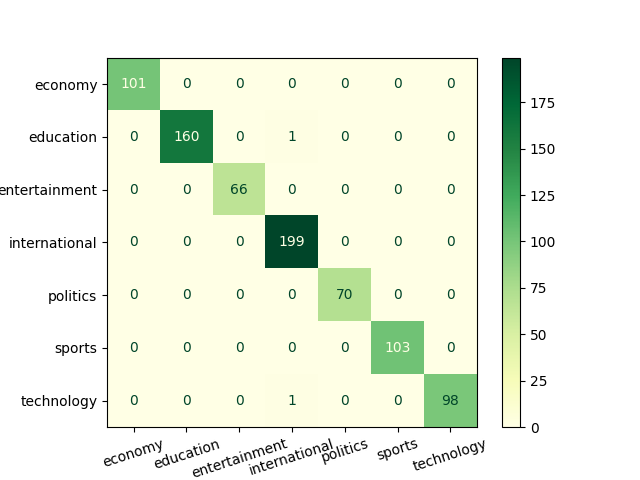 economy 101 0 0 0 0 0 0
education 0 160 0 1 0 0 0
entertainment 0 0 66 0 0 0 0
international 0 0 0 199 0 0 0
politics 0 0 0 0 70 0 0
sports 0 0 0 0 0 103 0
technology 0 0 0 1 0 0 98
economy education entertainment international politics sports technology
175
150
125
100
75
50
25
0